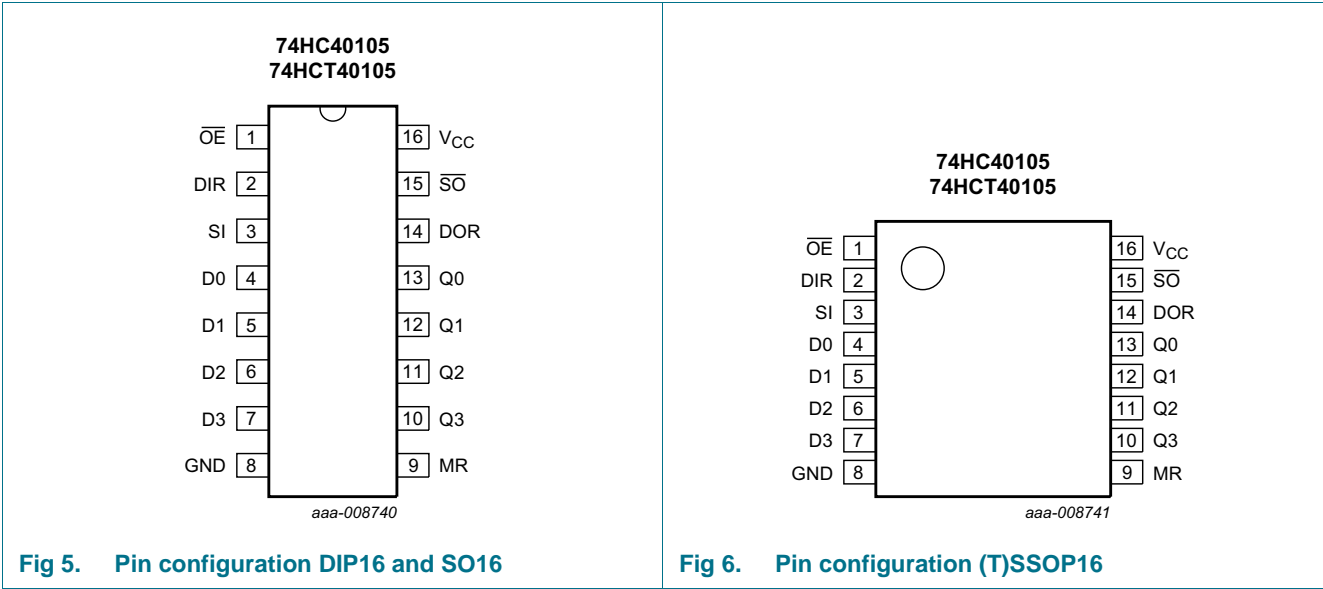 74HC40105
74HCT40105
O̅E̅ 1 16 VCC
DIR 2 15 S̅O̅
SI 3 14 DOR
D0 4 13 Q0
D1 5 12 Q1
D2 6 11 Q2
D3 7 10 Q3
GND 8 9 MR
aaa-008740
Fig 5. Pin configuration DIP16 and SO16
74HC40105
74HCT40105
O̅E̅ 1 16 VCC
DIR 2 15 S̅O̅
SI 3 14 DOR
D0 4 13 Q0
D1 5 12 Q1
D2 6 11 Q2
D3 7 10 Q3
GND 8 9 MR
aaa-008741
Fig 6. Pin configuration (T)SSOP16